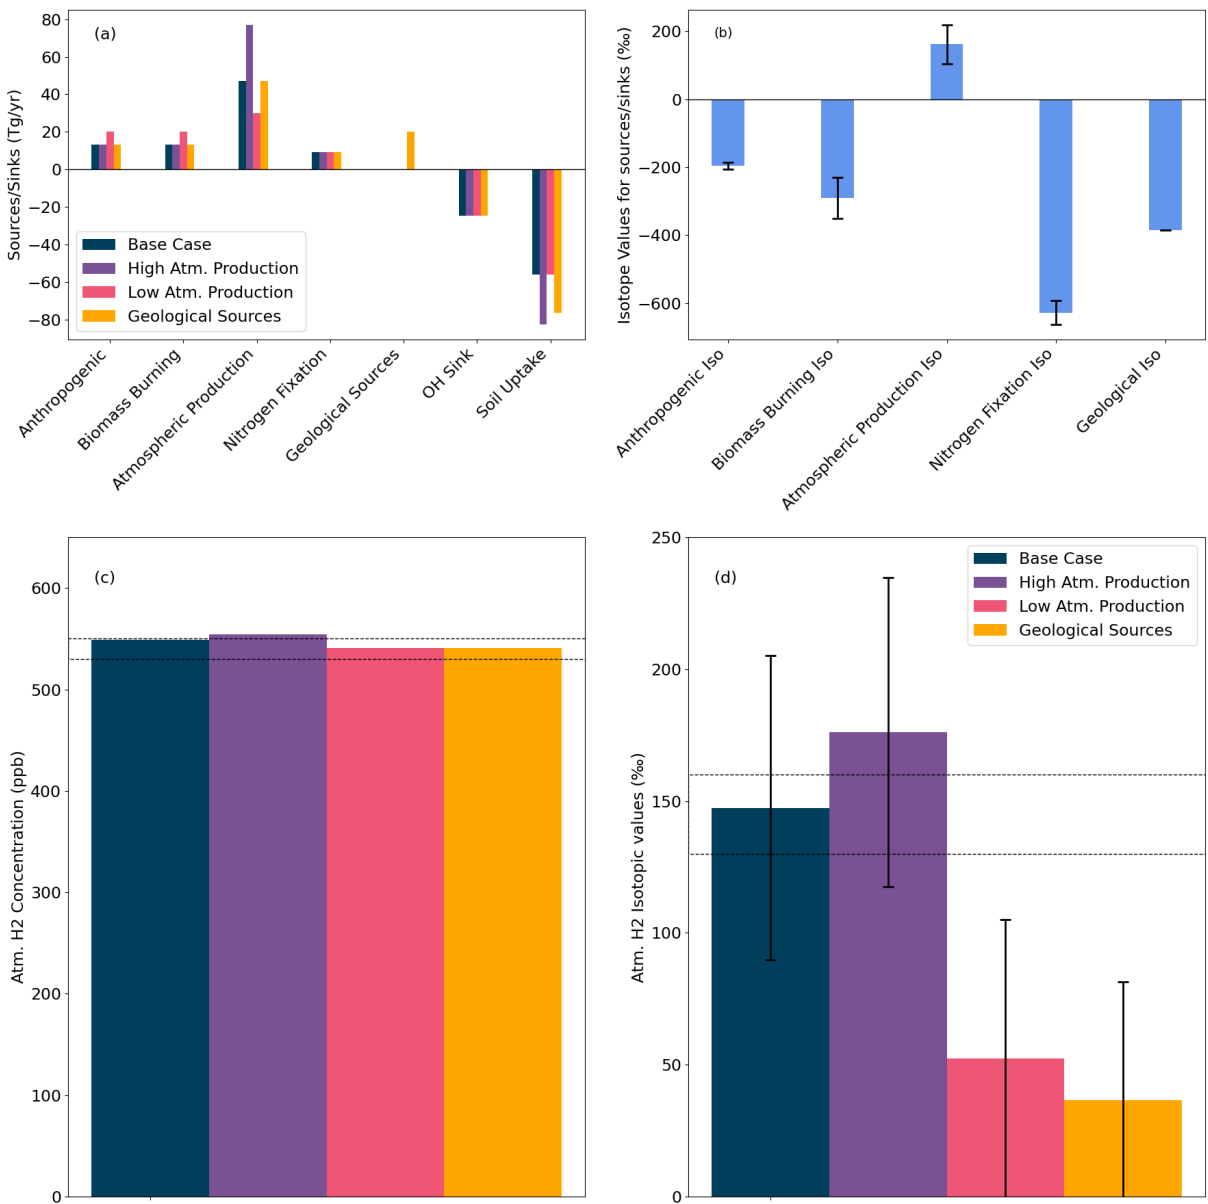 (a)
Sources/Sinks (Tg/yr)
80
60
40
20
0
−20
−40
−60
−80
Base Case
High Atm. Production
Low Atm. Production
Geological Sources
Anthropogenic
Biomass Burning
Atmospheric Production
Nitrogen Fixation
Geological Sources
OH Sink
Soil Uptake
(b)
Isotope Values for sources/sinks (‰)
200
0
−200
−400
−600
Anthropogenic Iso
Biomass Burning Iso
Atmospheric Production Iso
Nitrogen Fixation Iso
Geological Iso
(c)
Atm. H2 Concentration (ppb)
600
500
400
300
200
100
0
(d)
Atm. H2 Isotopic values (‰)
250
200
150
100
50
0
Base Case
High Atm. Production
Low Atm. Production
Geological Sources